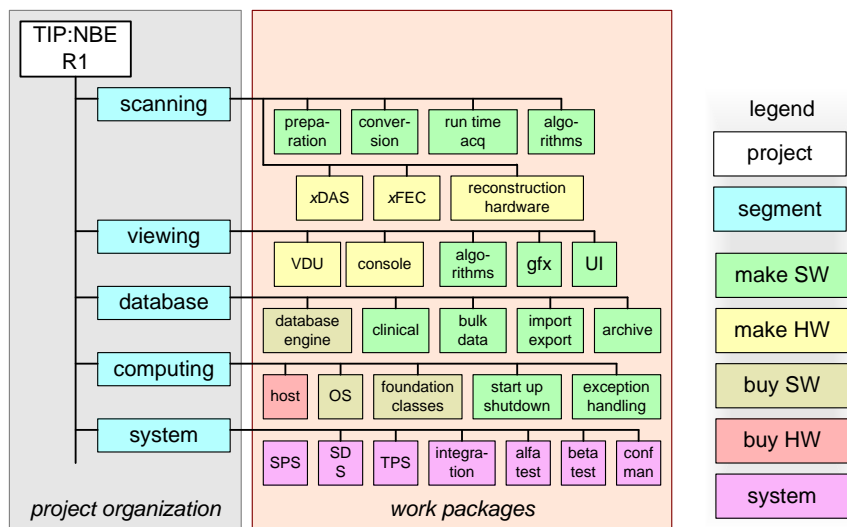 TIP:NBE
R1
scanning
prepa-
ration
conver-
sion
run time
acq
algo-
rithms
xDAS
xFEC
reconstruction
hardware
viewing
VDU
console
algo-
rithms
gfx
UI
database
database
engine
clinical
bulk
data
import
export
archive
computing
host
OS
foundation
classes
start up
shutdown
exception
handling
system
SPS
SD
S
TPS
integra-
tion
alfa
test
beta
test
conf
man
project organization
work packages
legend
project
segment
make SW
make HW
buy SW
buy HW
system